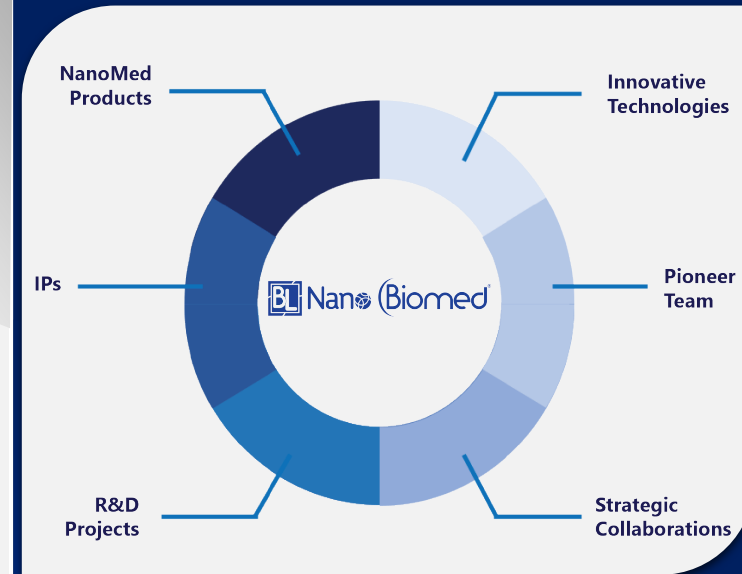 NanoMed
Products
Innovative
Technologies
IPs
BL Nano Biomed
Pioneer
Team
R&D
Projects
Strategic
Collaborations